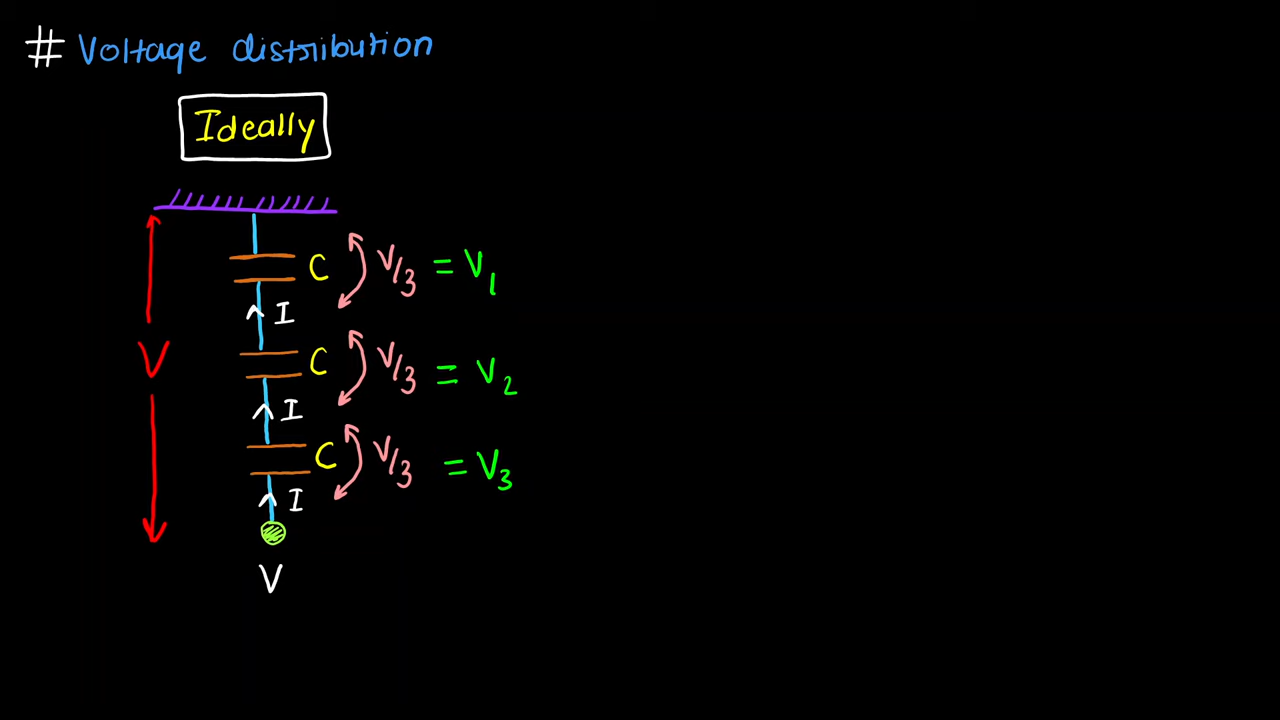 # Voltage distribution
Ideally
C V/3 = V1
I
V
C V/3 = V2
I
C V/3 = V3
I
V